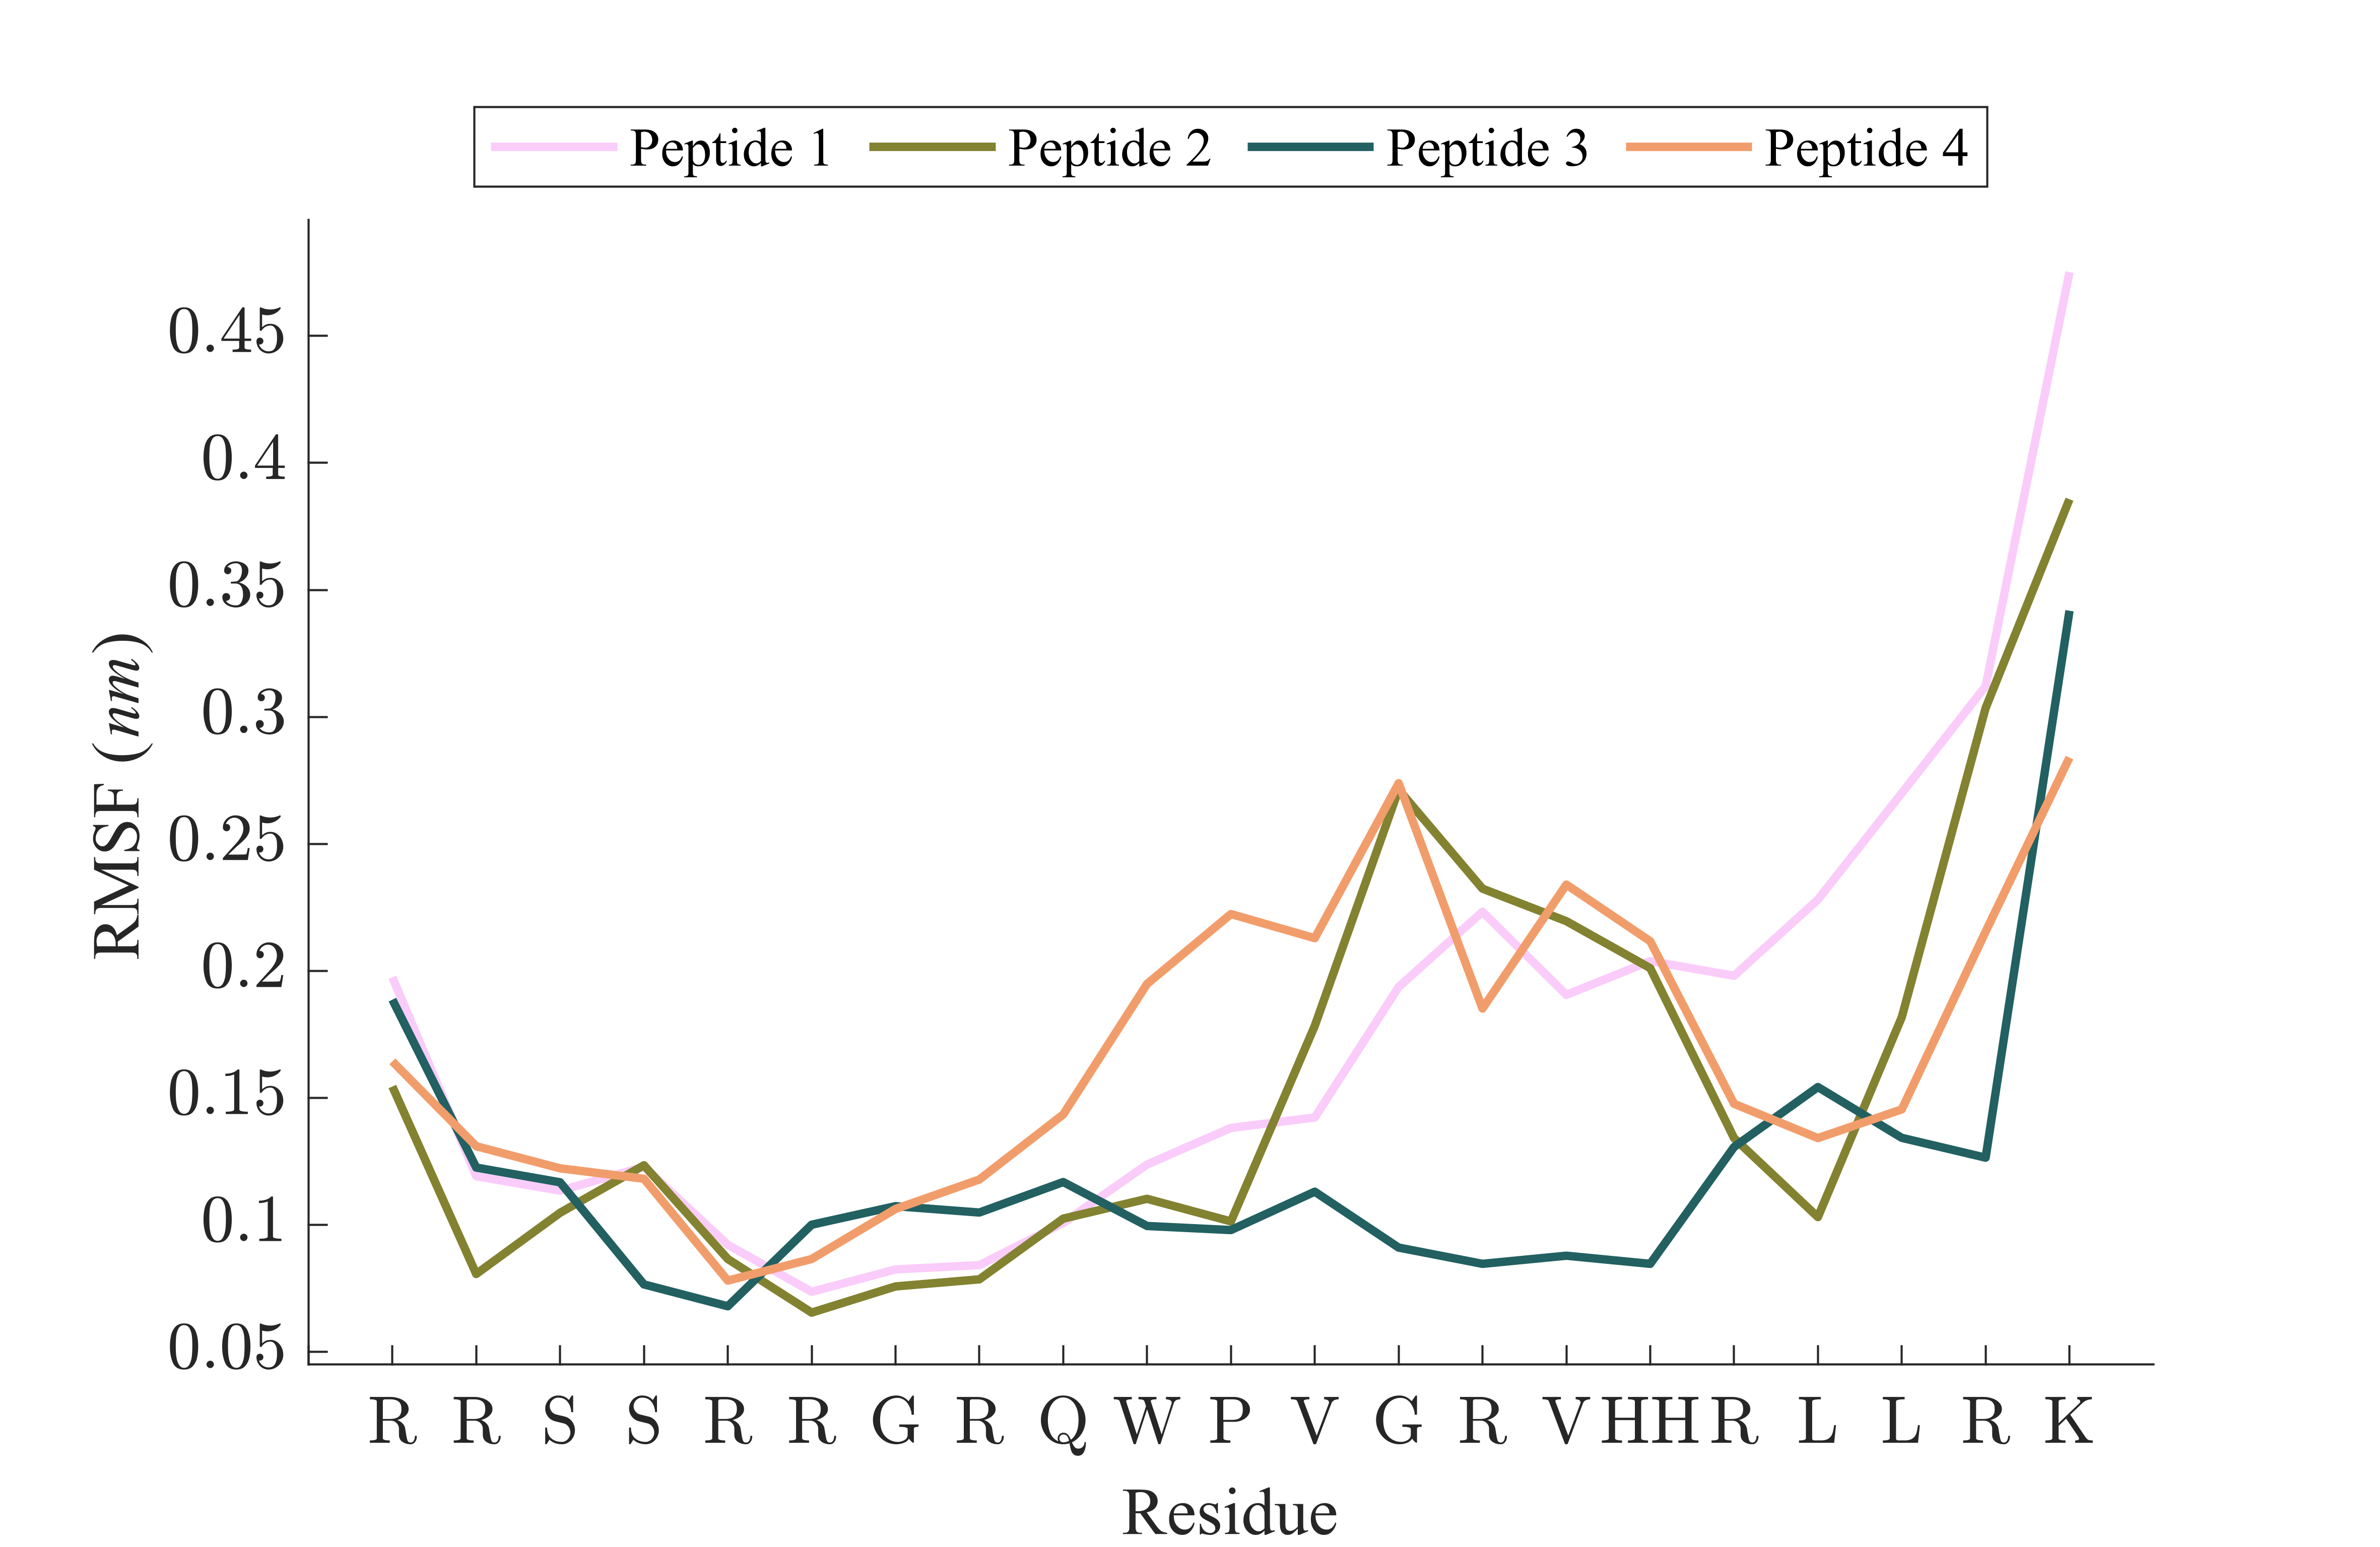 Peptide 1 Peptide 2 Peptide 3 Peptide 4
0.45
0.4
0.35
0.3
0.25
0.2
0.15
0.1
0.05
RMSF (nm)
R R S S R R G R Q W P V G R V HH R L L R K
Residue